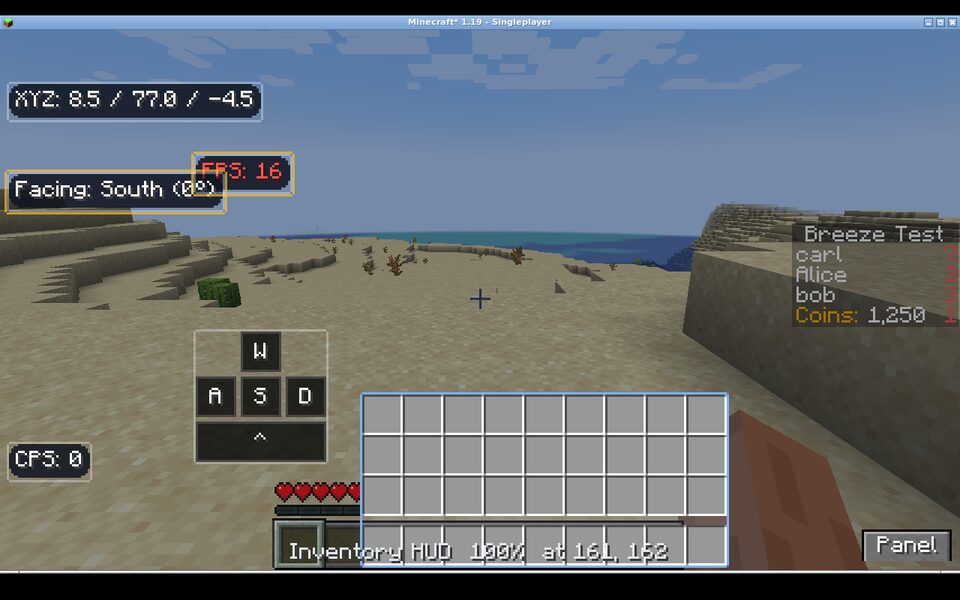 Minecraft* 1.19 - Singleplayer
XYZ: 8.5 / 77.0 / -4.5
FPS: 16
Facing: South (0º)
Breeze Test
carl
Alice
bob
Coins: 1,250
W
A S D
^
CPS: 0
Inventory HUD 100% at 161, 162
Panel